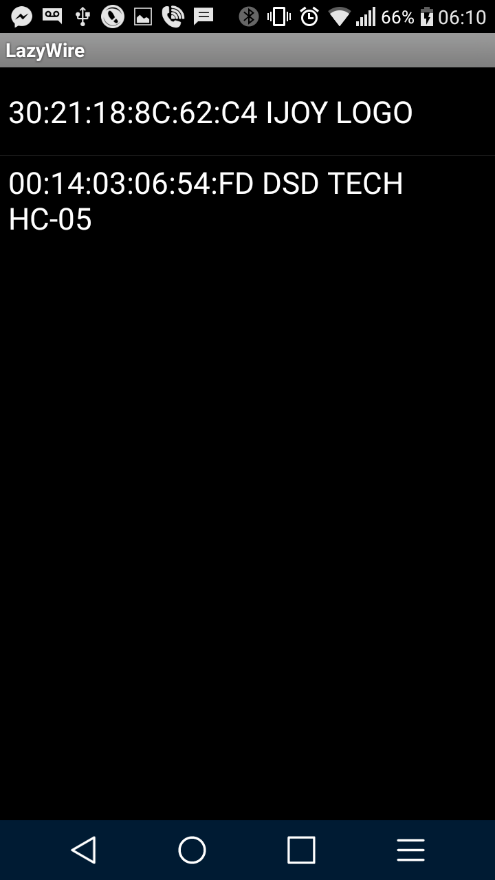 66% 06:10
LazyWire
30:21:18:8C:62:C4 IJOY LOGO
00:14:03:06:54:FD DSD TECH
HC-05